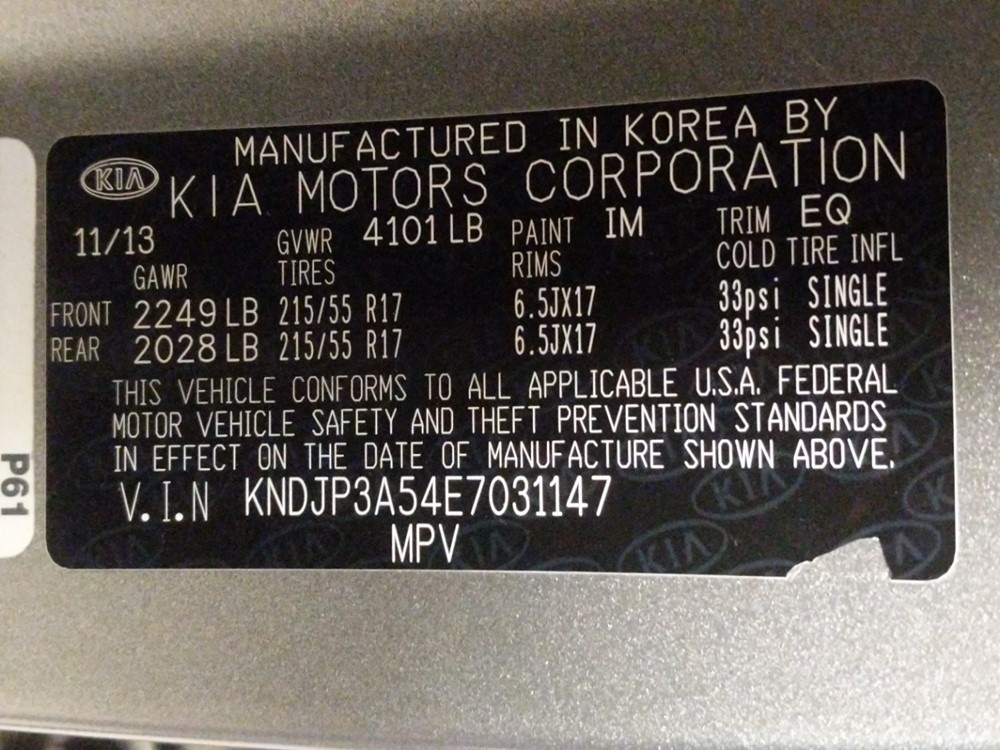 MANUFACTURED IN KOREA BY
KIA KIA MOTORS CORPORATION
11/13 GVWR 4101 LB PAINT IM TRIM EQ
GAWR TIRES RIMS COLD TIRE INFL
FRONT 2249 LB 215/55 R17 6.5JX17 33psi SINGLE
REAR 2028 LB 215/55 R17 6.5JX17 33psi SINGLE
THIS VEHICLE CONFORMS TO ALL APPLICABLE U.S.A. FEDERAL
MOTOR VEHICLE SAFETY AND THEFT PREVENTION STANDARDS
IN EFFECT ON THE DATE OF MANUFACTURE SHOWN ABOVE.
V.I.N KNDJP3A54E7031147
MPV
P61